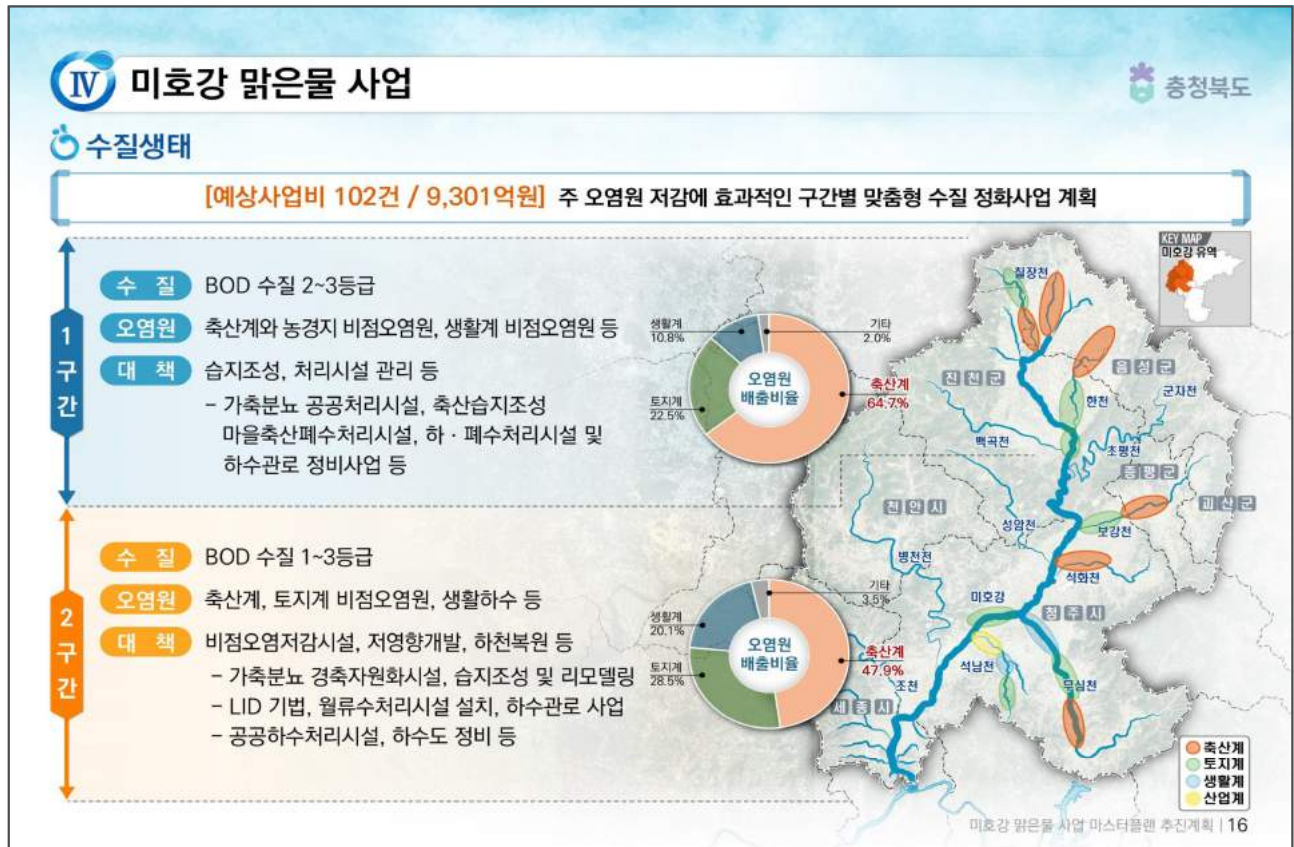 Ⅳ 미호강 맑은물 사업
충청북도
수질생태
[예상사업비 102건 / 9,301억원] 주 오염원 저감에 효과적인 구간별 맞춤형 수질 정화사업 계획
1구간
수 질 BOD 수질 2~3등급
오염원 축산계와 농경지 비점오염원, 생활계 비점오염원 등
대 책 습지조성, 처리시설 관리 등
– 가축분뇨 공공처리시설, 축산습지조성
마을축산폐수처리시설, 하 · 폐수처리시설 및
하수관로 정비사업 등
생활계
10.8%
기타
2.0%
토지계
22.5%
오염원
배출비율
축산계
64.7%
2구간
수 질 BOD 수질 1~3등급
오염원 축산계, 토지계 비점오염원, 생활하수 등
대 책 비점오염저감시설, 저영향개발, 하천복원 등
– 가축분뇨 경축자원화시설, 습지조성 및 리모델링
– LID 기법, 월류수처리시설 설치, 하수관로 사업
– 공공하수처리시설, 하수도 정비 등
생활계
20.1%
기타
3.5%
토지계
28.5%
오염원
배출비율
축산계
47.9%
KEY MAP
미호강 유역
칠장천
진천군
음성군
한천
군자천
백곡천
초평천
증평군
괴산군
천안시
성암천
보강천
병천천
석화천
미호강
청주시
석남천
무심천
조천
세종시
축산계
토지계
생활계
산업계
미호강 맑은물 사업 마스터플랜 추진계획 | 16